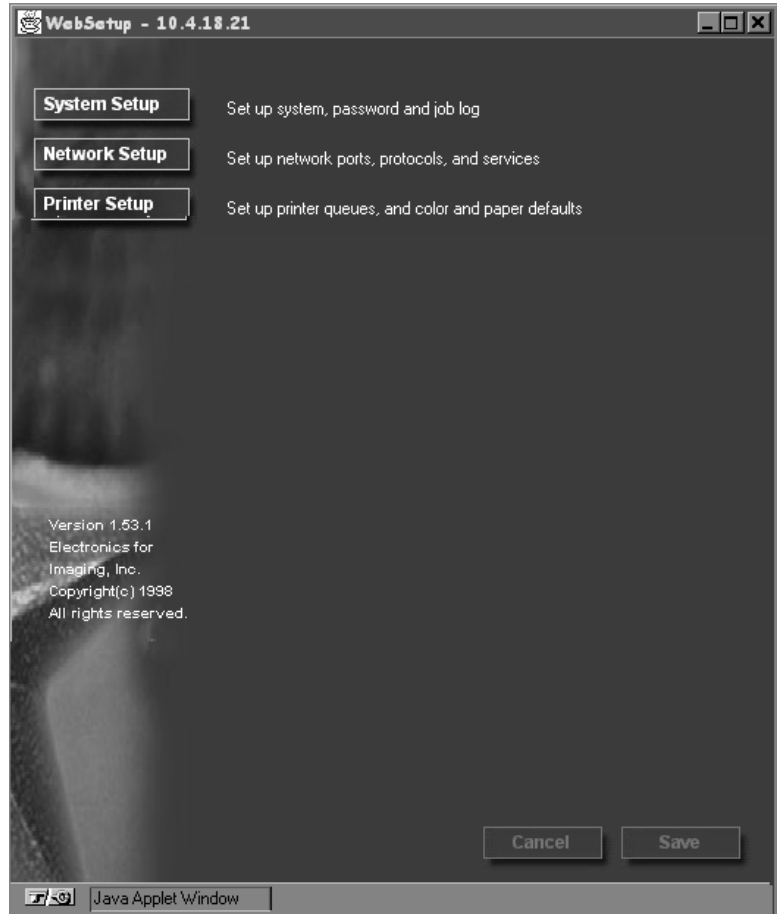 WebSetup - 10.4.18.21
System Setup Set up system, password and job log
Network Setup Set up network ports, protocols, and services
Printer Setup Set up printer queues, and color and paper defaults
Version 1.53.1
Electronics for
Imaging, Inc.
Copyright(c) 1998
All rights reserved.
Cancel Save
Java Applet Window